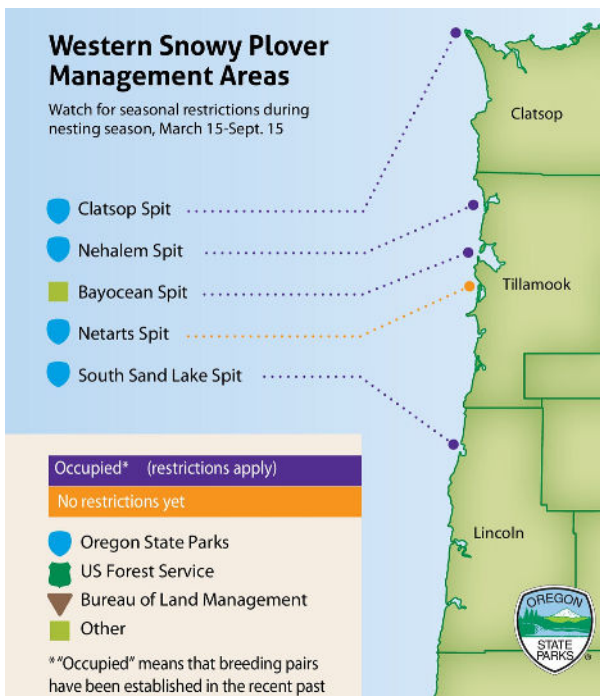 Western Snowy Plover
Management Areas
Watch for seasonal restrictions during
nesting season, March 15-Sept. 15
Clatsop Spit
Nehalem Spit
Bayocean Spit
Netarts Spit
South Sand Lake Spit
Occupied* (restrictions apply)
No restrictions yet
Oregon State Parks
US Forest Service
Bureau of Land Management
Other
*"Occupied" means that breeding pairs
have been established in the recent past
Clatsop
Tillamook
Lincoln
OREGON
STATE
PARKS
®